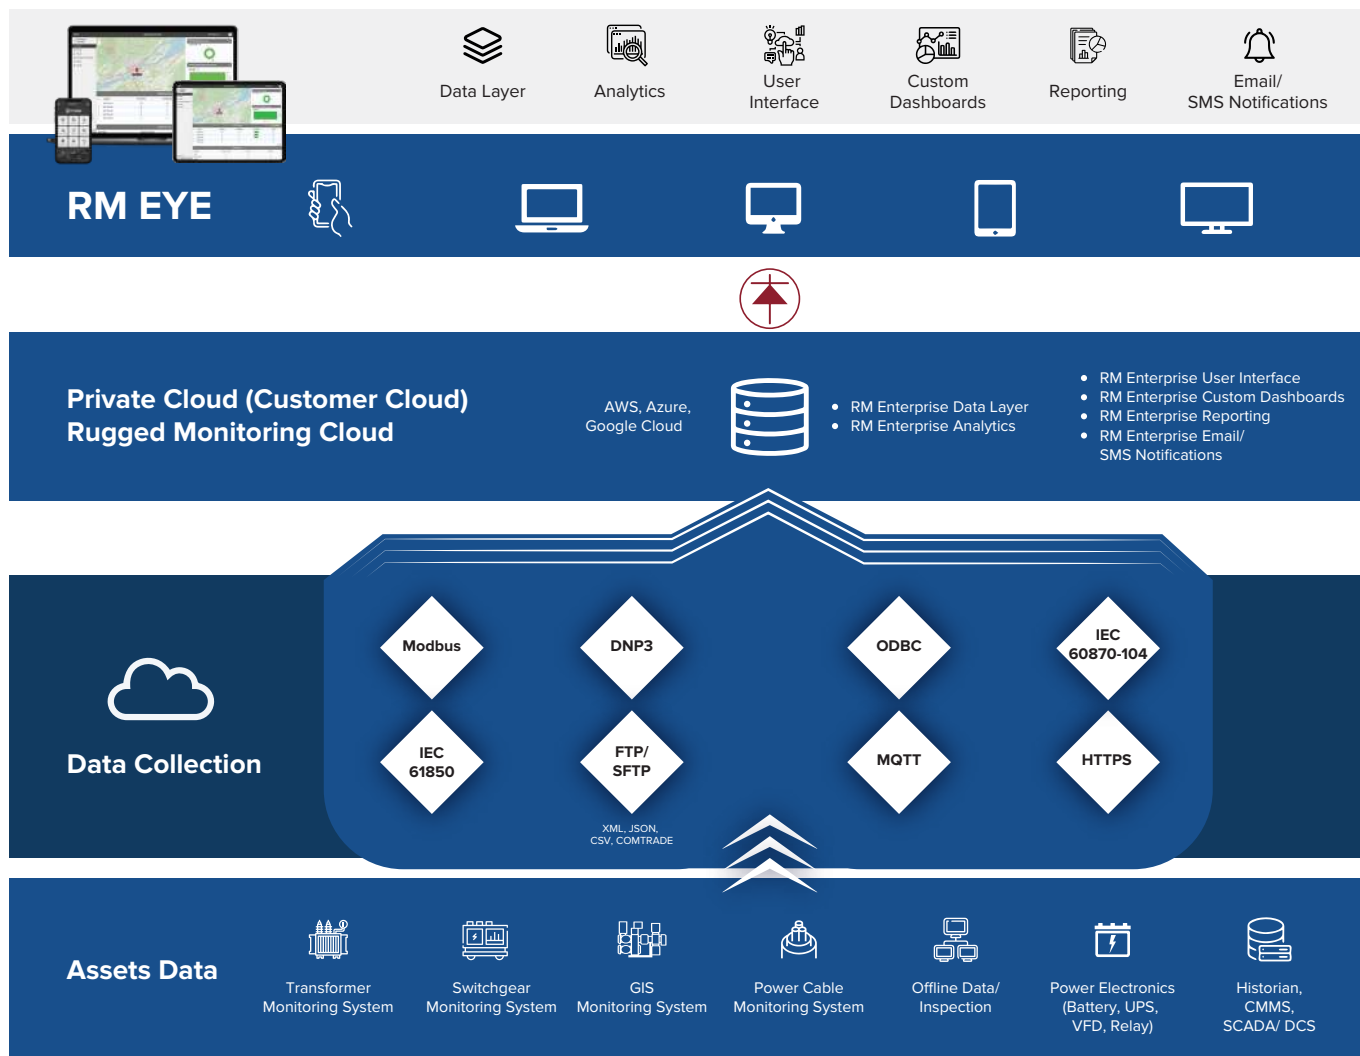 Data Layer
Analytics
User
Interface
Custom
Dashboards
Reporting
Email/
SMS Notifications
RM EYE
Private Cloud (Customer Cloud)
Rugged Monitoring Cloud
AWS, Azure,
Google Cloud
• RM Enterprise Data Layer
• RM Enterprise Analytics
• RM Enterprise User Interface
• RM Enterprise Custom Dashboards
• RM Enterprise Reporting
• RM Enterprise Email/
SMS Notifications
Data Collection
Modbus
DNP3
ODBC
IEC
60870-104
IEC
61850
FTP/
SFTP
MQTT
HTTPS
XML, JSON,
CSV, COMTRADE
Assets Data
Transformer
Monitoring System
Switchgear
Monitoring System
GIS
Monitoring System
Power Cable
Monitoring System
Offline Data/
Inspection
Power Electronics
(Battery, UPS,
VFD, Relay)
Historian,
CMMS,
SCADA/ DCS